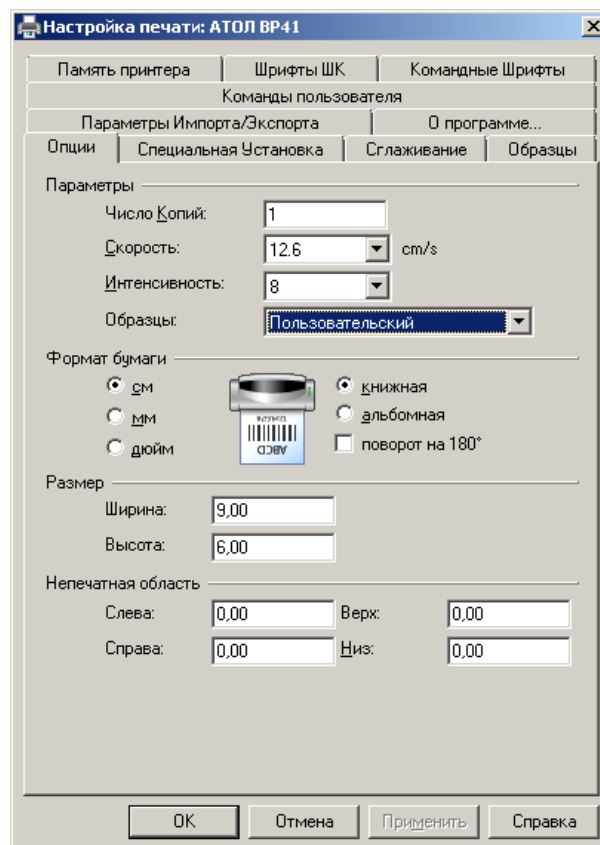 Настройка печати: АТОЛ BP41
Память принтера Шрифты ШК Командные Шрифты
Команды пользователя
Параметры Импорта/Экспорта О программе...
Опции Специальная Установка Сглаживание Образцы
Параметры
Число Копий: 1
Скорость: 12.6 cm/s
Интенсивность: 8
Образцы: Пользовательский
Формат бумаги
см книжная
мм альбомная
дюйм поворот на 180°
ABCD
Размер
Ширина: 9,00
Высота: 6,00
Непечатная область
Слева: 0,00 Верх: 0,00
Справа: 0,00 Низ: 0,00
OK Отмена Применить Справка